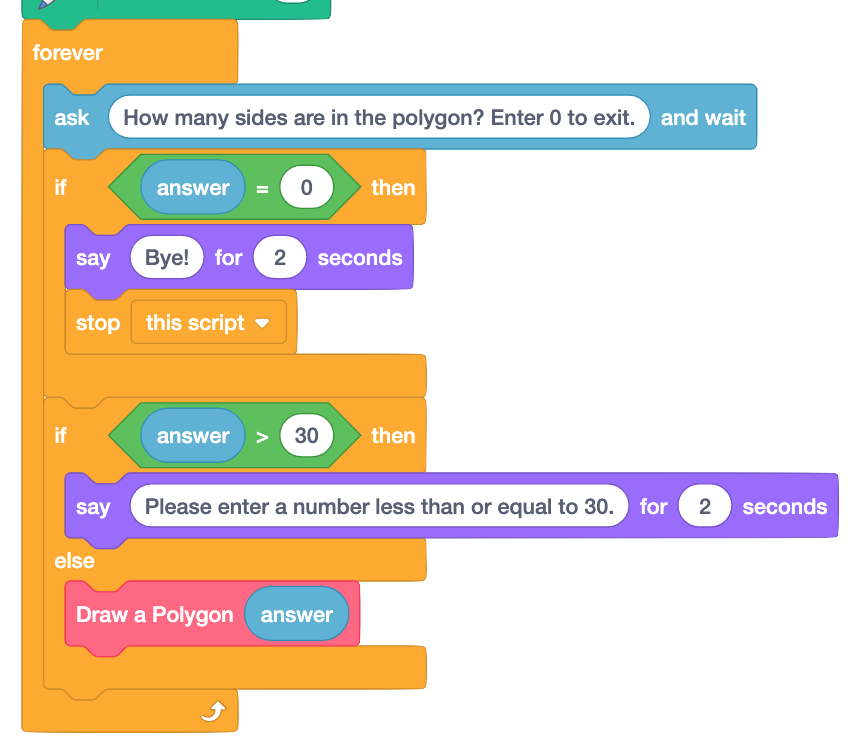 forever
ask How many sides are in the polygon? Enter 0 to exit. and wait
if answer = 0 then
say Bye! for 2 seconds
stop this script
if answer > 30 then
say Please enter a number less than or equal to 30. for 2 seconds
else
Draw a Polygon answer